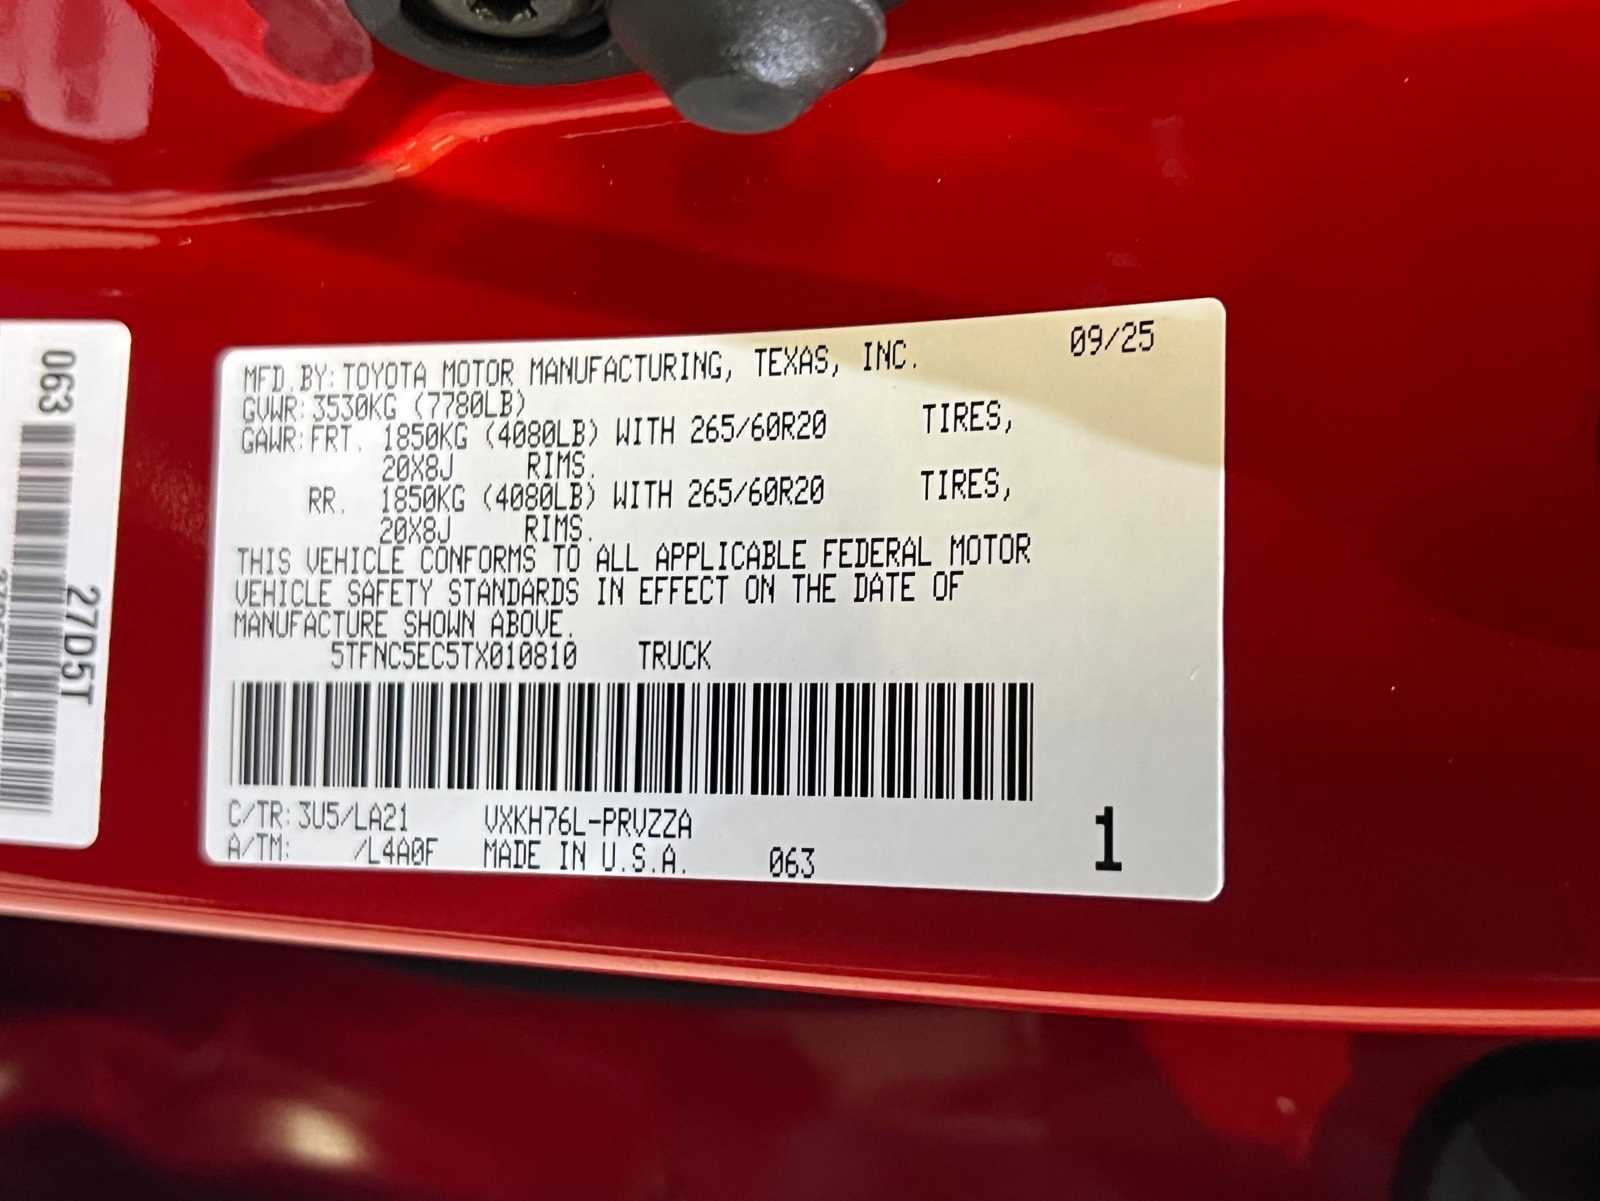 063
27D5T
MFD.BY:TOYOTA MOTOR MANUFACTURING, TEXAS, INC. 09/25
GVWR:3530KG (7780LB)
GAWR:FRT. 1850KG (4080LB) WITH 265/60R20 TIRES,
20X8J RIMS.
RR. 1850KG (4080LB) WITH 265/60R20 TIRES,
20X8J RIMS.
THIS VEHICLE CONFORMS TO ALL APPLICABLE FEDERAL MOTOR
VEHICLE SAFETY STANDARDS IN EFFECT ON THE DATE OF
MANUFACTURE SHOWN ABOVE.
5TFNC5EC5TX010810 TRUCK
C/TR:3U5/LA21 VXKH76L-PRVZZA
A/TM: /L4A0F MADE IN U.S.A. 063 1